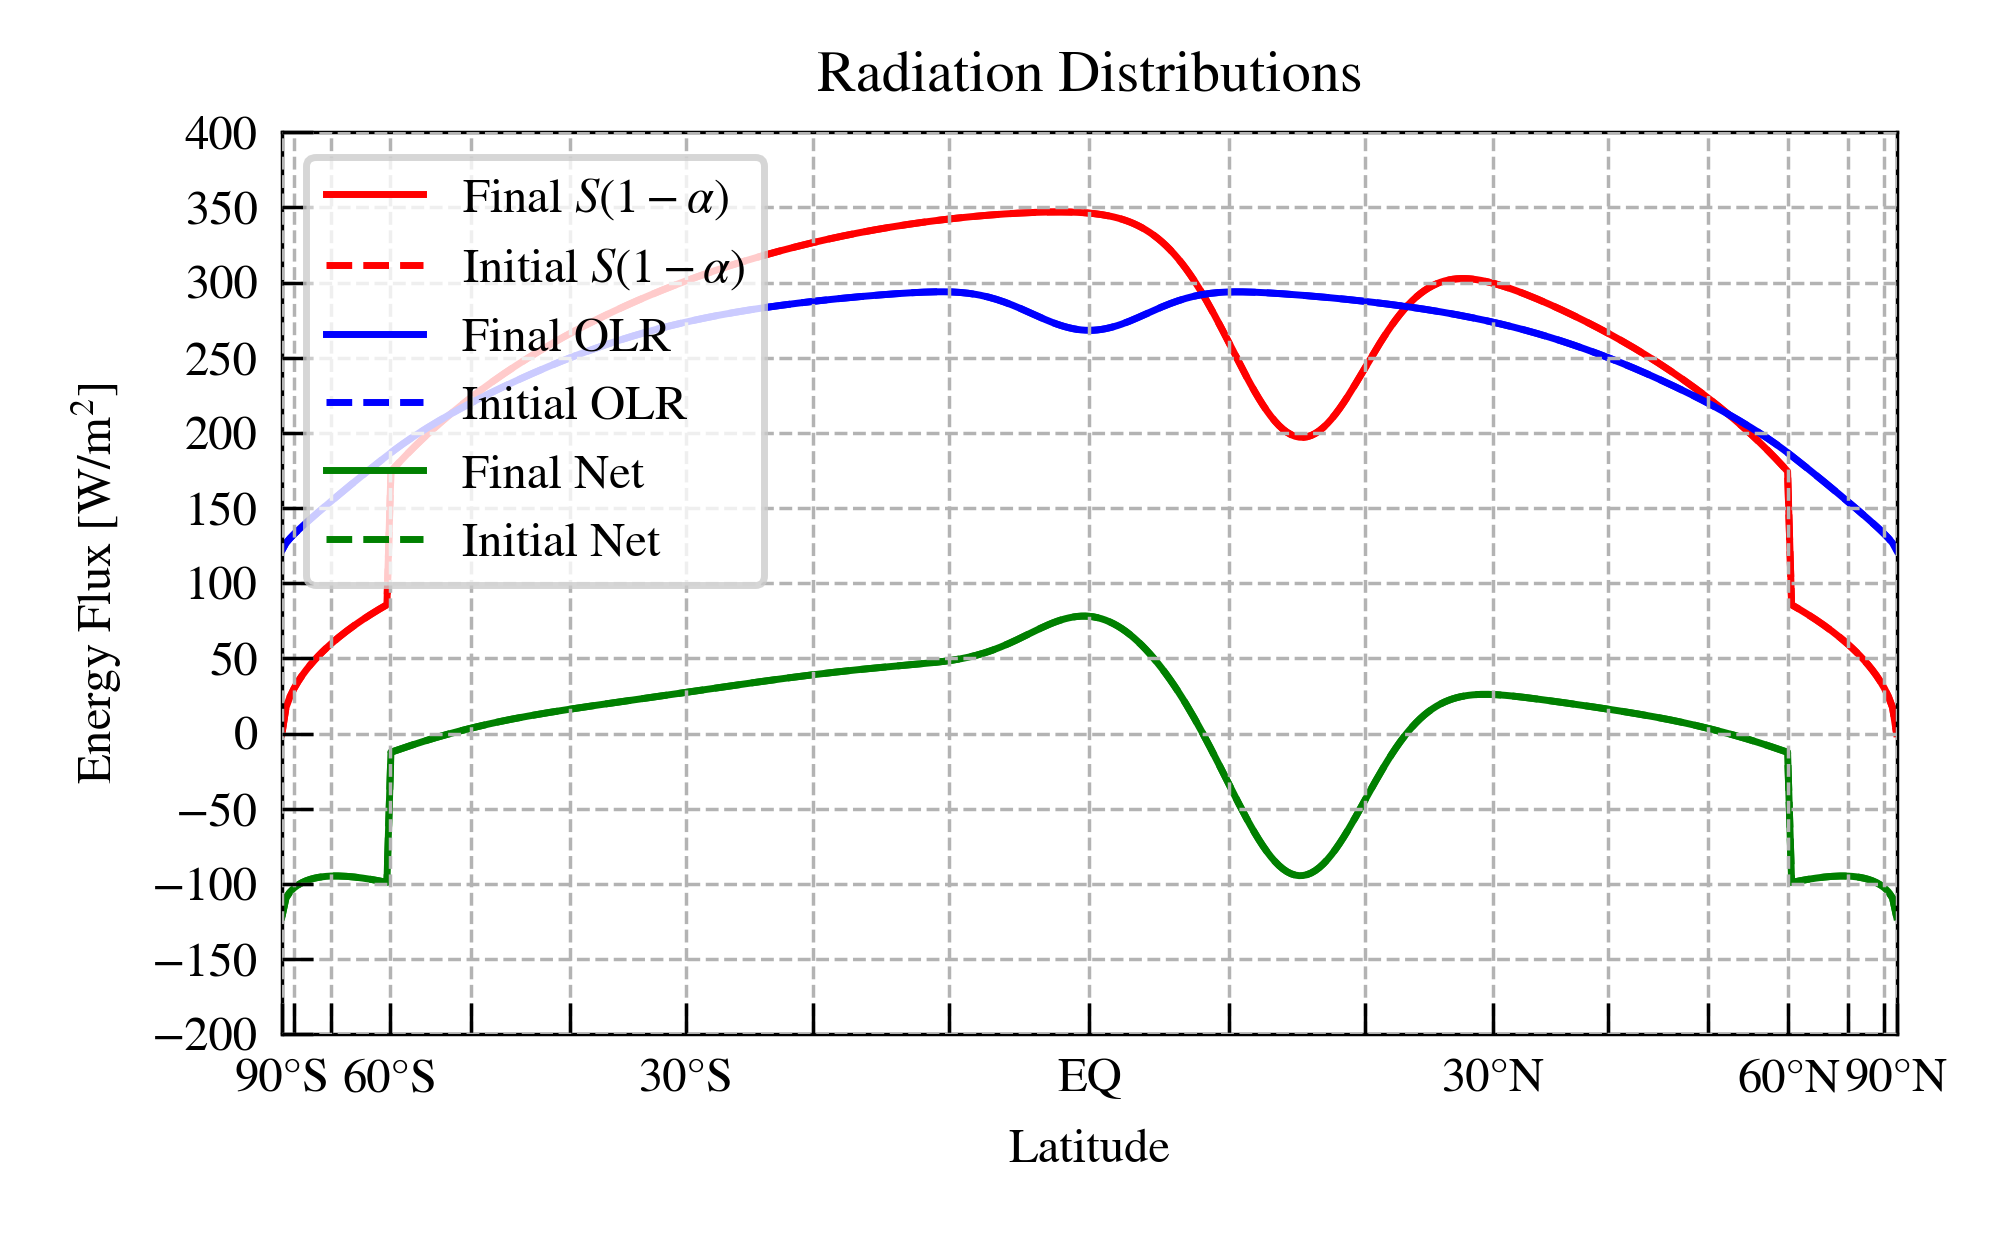 Radiation Distributions
Energy Flux [W/m²]
400
350
300
250
200
150
100
50
0
−50
−100
−150
−200
Final S(1 − α)
Initial S(1 − α)
Final OLR
Initial OLR
Final Net
Initial Net
90°S 60°S 30°S EQ 30°N 60°N 90°N
Latitude